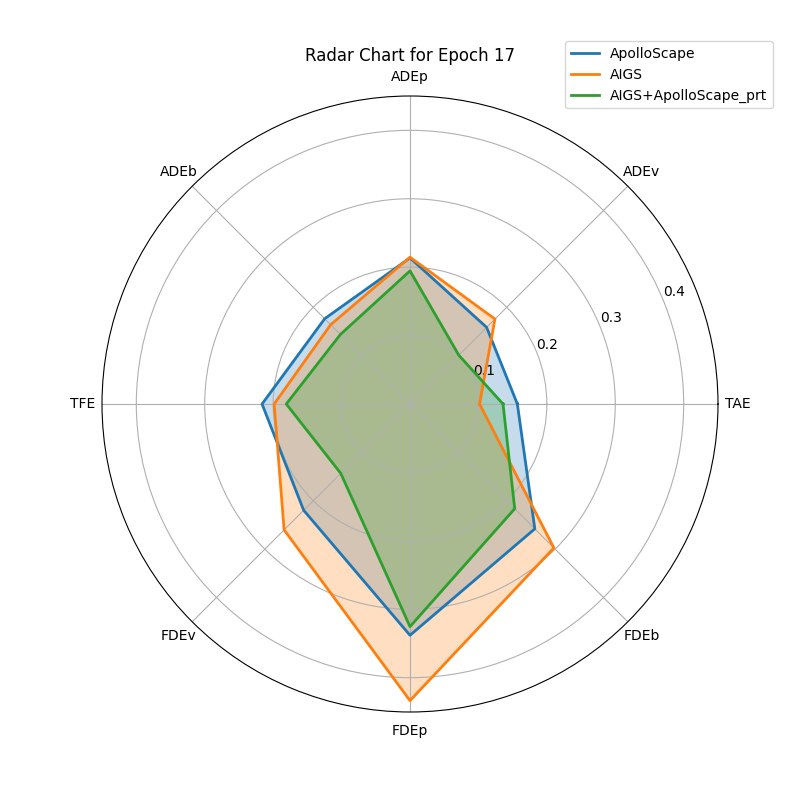 Radar Chart for Epoch 17
ApolloScape
AIGS
AIGS+ApolloScape_prt
ADEp
ADEb
ADEv
0.4
0.3
0.2
0.1
TFE
TAE
FDEv
FDEb
FDEp